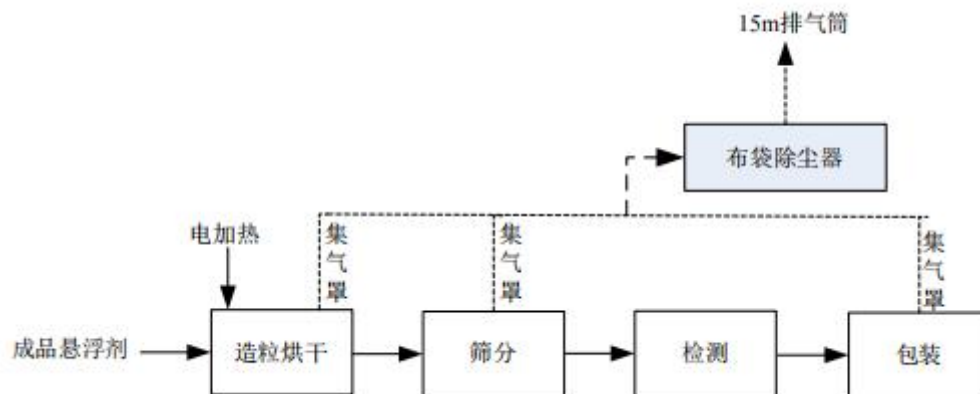 15m排气筒
布袋除尘器
电加热
集气罩
集气罩
集气罩
成品悬浮剂
造粒烘干
筛分
检测
包装